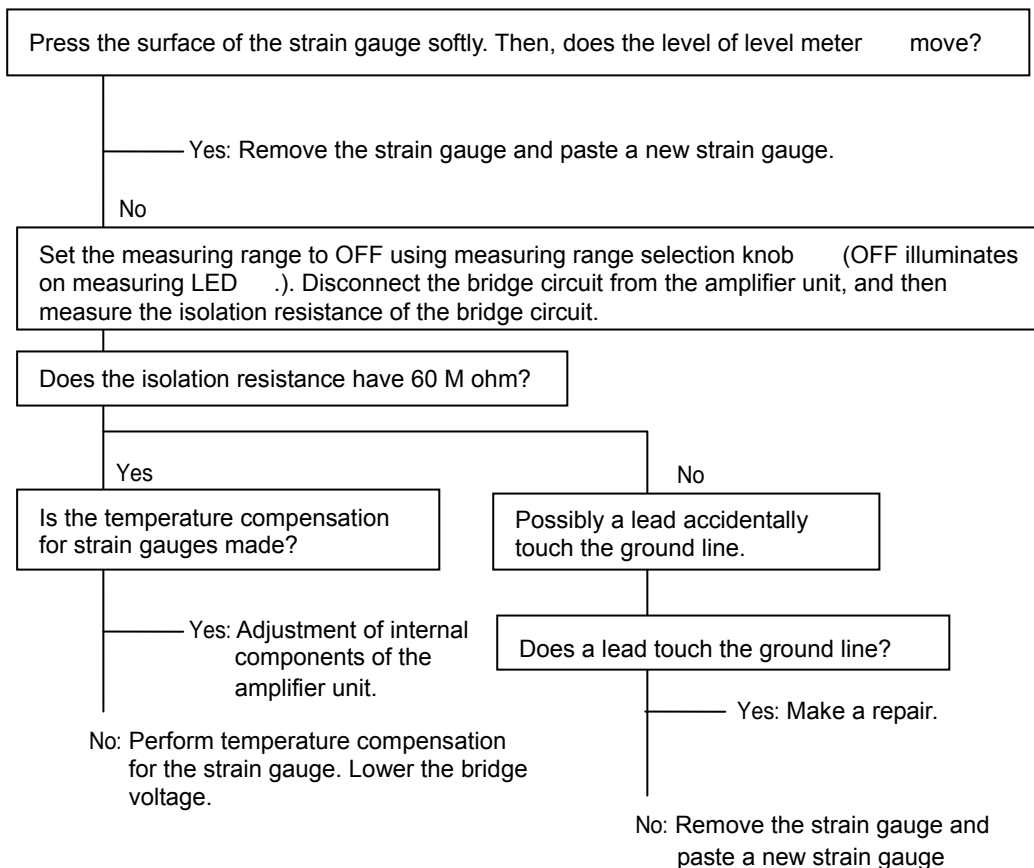 Press the surface of the strain gauge softly. Then, does the level of level meter move?
Yes: Remove the strain gauge and paste a new strain gauge.
No
Set the measuring range to OFF using measuring range selection knob (OFF illuminates
on measuring LED .). Disconnect the bridge circuit from the amplifier unit, and then
measure the isolation resistance of the bridge circuit.
Does the isolation resistance have 60 M ohm?
Yes
Is the temperature compensation
for strain gauges made?
Yes: Adjustment of internal
components of the
amplifier unit.
No: Perform temperature compensation
for the strain gauge. Lower the bridge
voltage.
No
Possibly a lead accidentally
touch the ground line.
Does a lead touch the ground line?
Yes: Make a repair.
No: Remove the strain gauge and
paste a new strain gauge